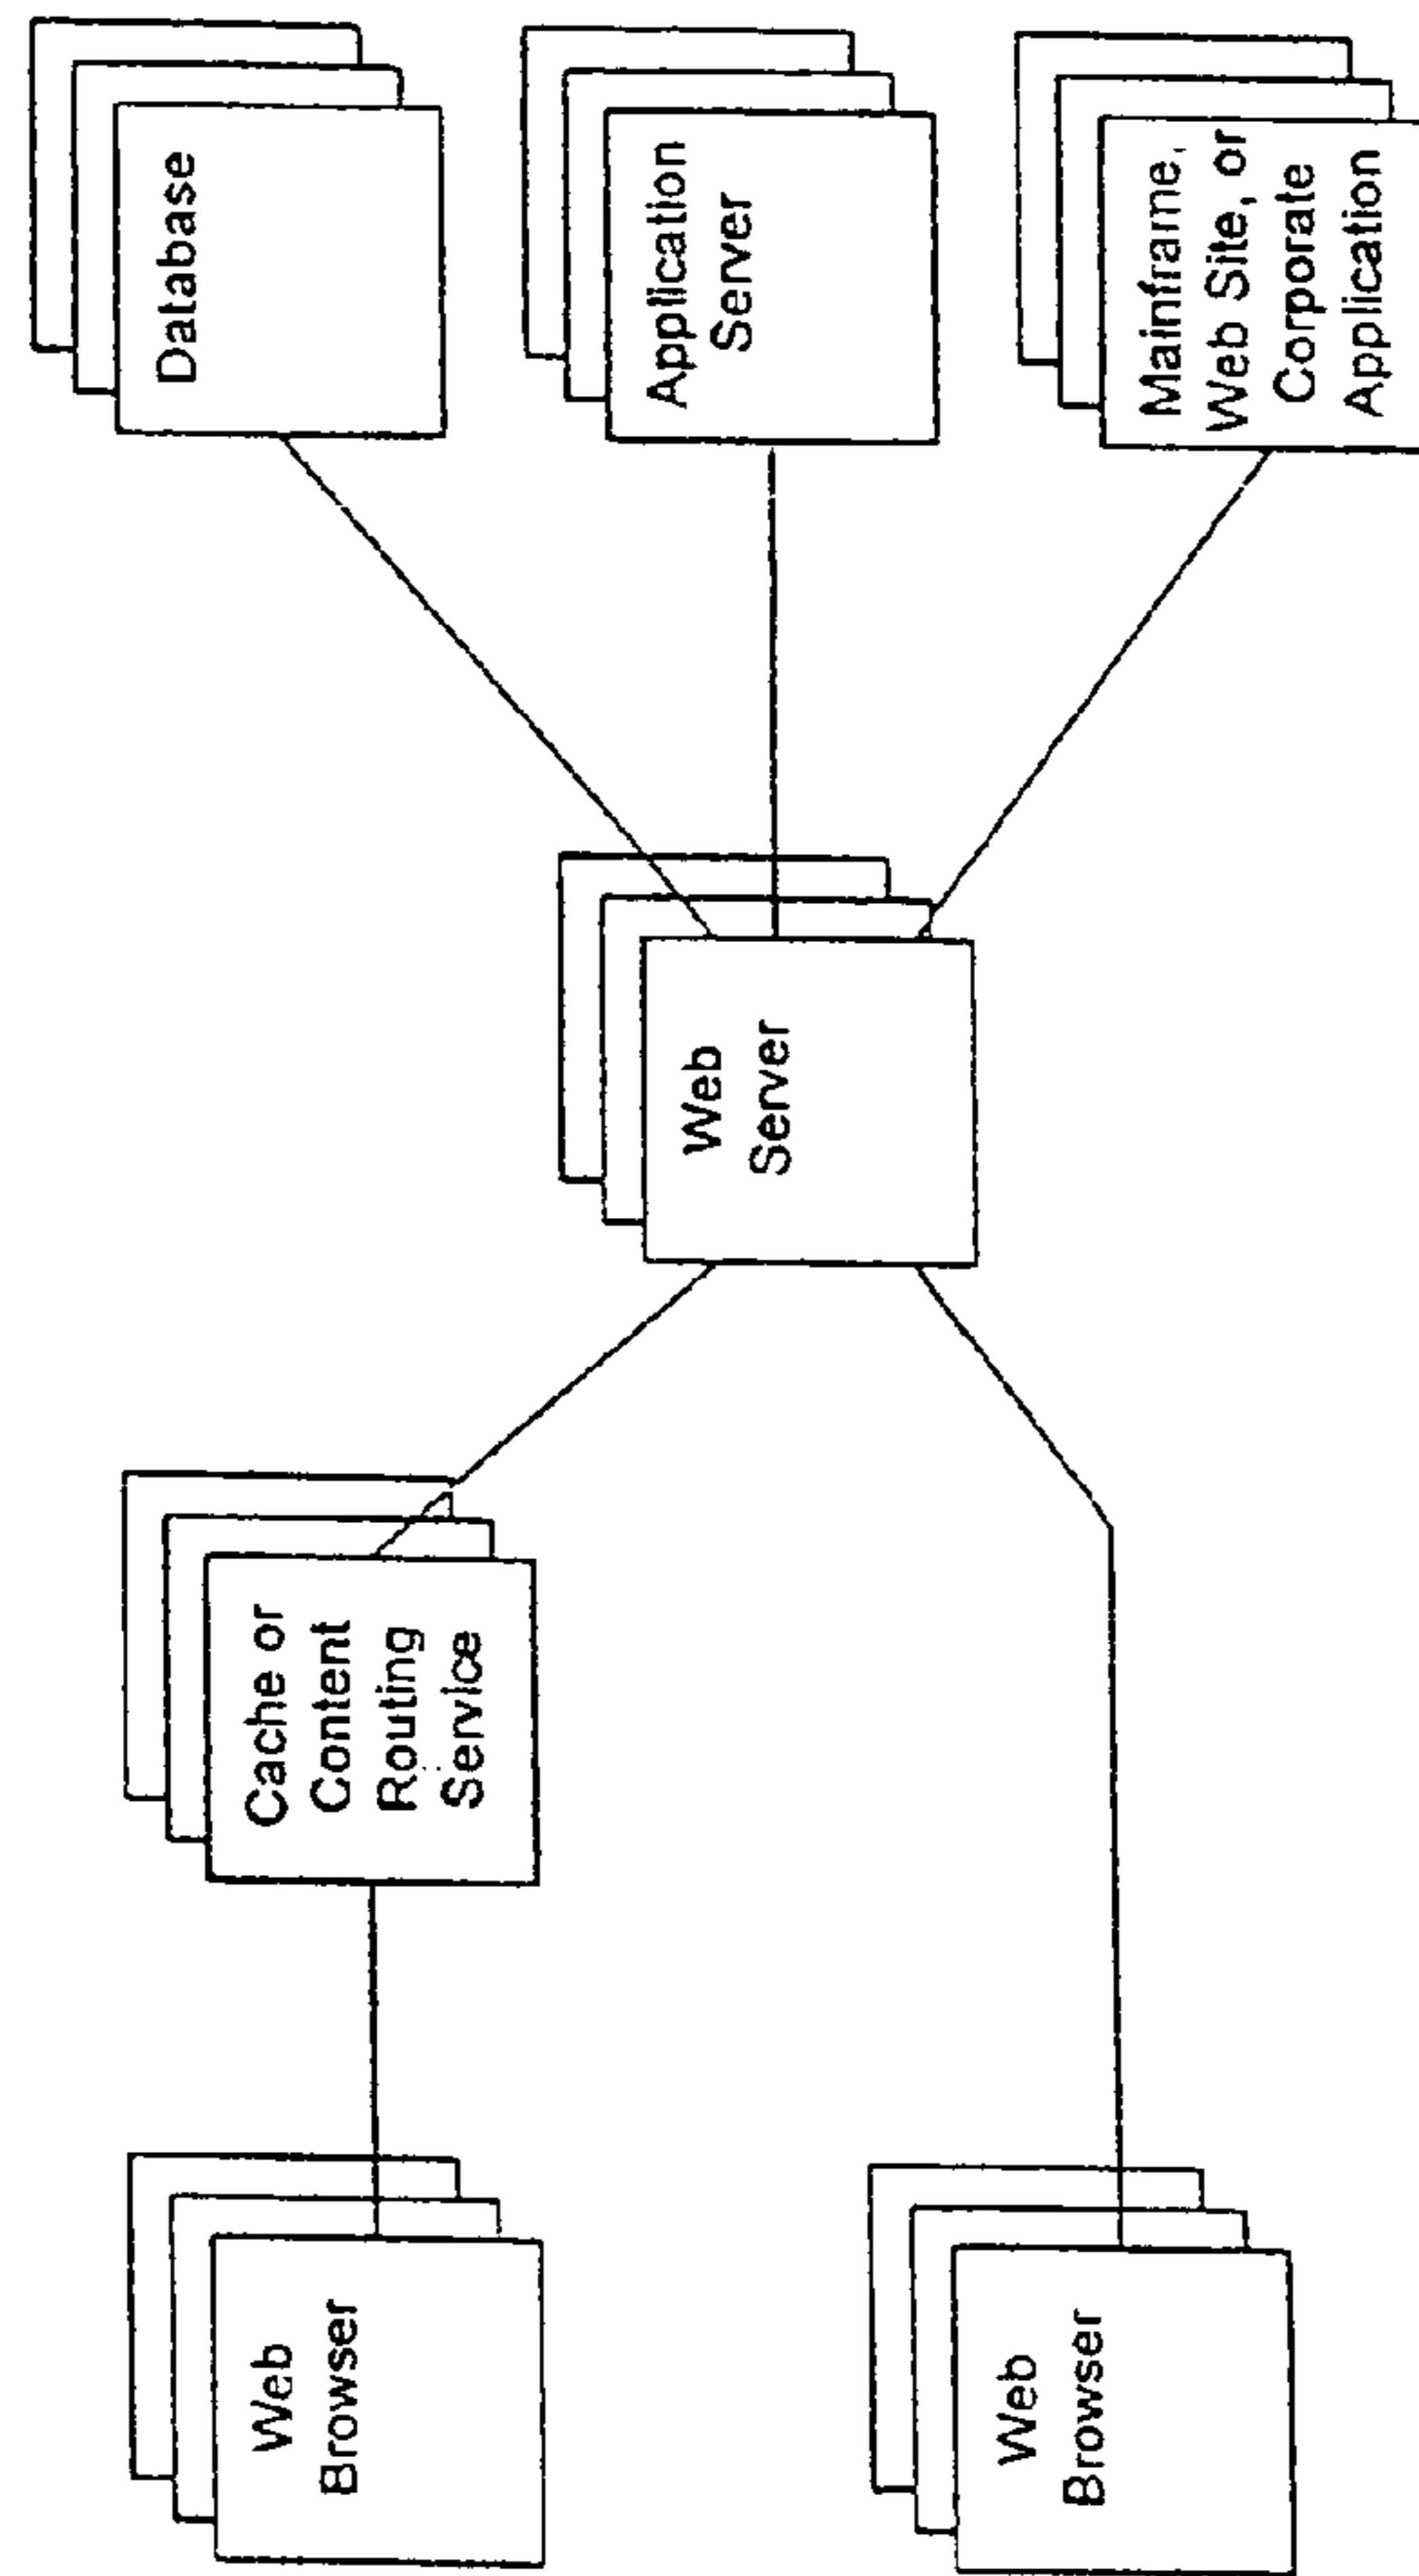 Web
Browser
Cache or
Content
Routing
Service
Web
Server
Database
Application
Server
Mainframe,
Web Site, or
Corporate
Application
Web
Browser